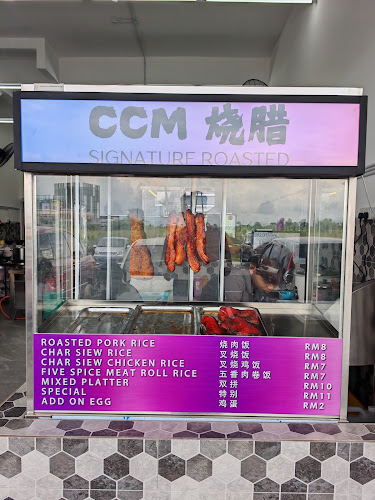 CCM 烧腊
SIGNATURE ROASTED
ROASTED PORK RICE 烧肉饭 RM8
CHAR SIEW RICE 叉烧饭 RM8
CHAR SIEW CHICKEN RICE 叉烧鸡饭 RM7
FIVE SPICE MEAT ROLL RICE 五香肉卷饭 RM7
MIXED PLATTER 双拼 RM10
SPECIAL 特别 RM11
ADD ON EGG 鸡蛋 RM2